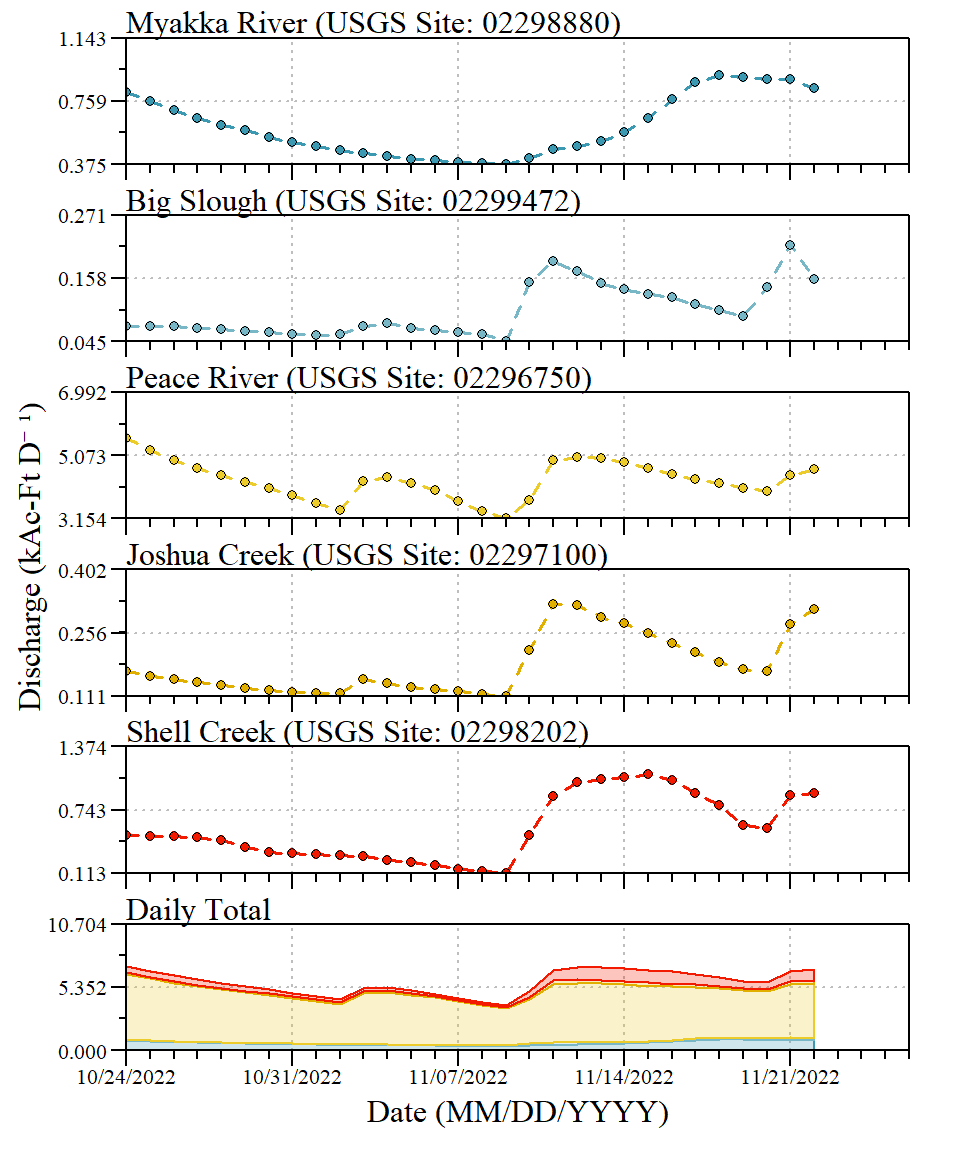 Myakka River (USGS Site: 02298880)
1.143
0.759
0.375
Big Slough (USGS Site: 02299472)
0.271
0.158
0.045
Peace River (USGS Site: 02296750)
6.992
5.073
3.154
Discharge (kAc-Ft D⁻¹)
Joshua Creek (USGS Site: 02297100)
0.402
0.256
0.111
Shell Creek (USGS Site: 02298202)
1.374
0.743
0.113
Daily Total
10.704
5.352
0.000
10/24/2022 10/31/2022 11/07/2022 11/14/2022 11/21/2022
Date (MM/DD/YYYY)